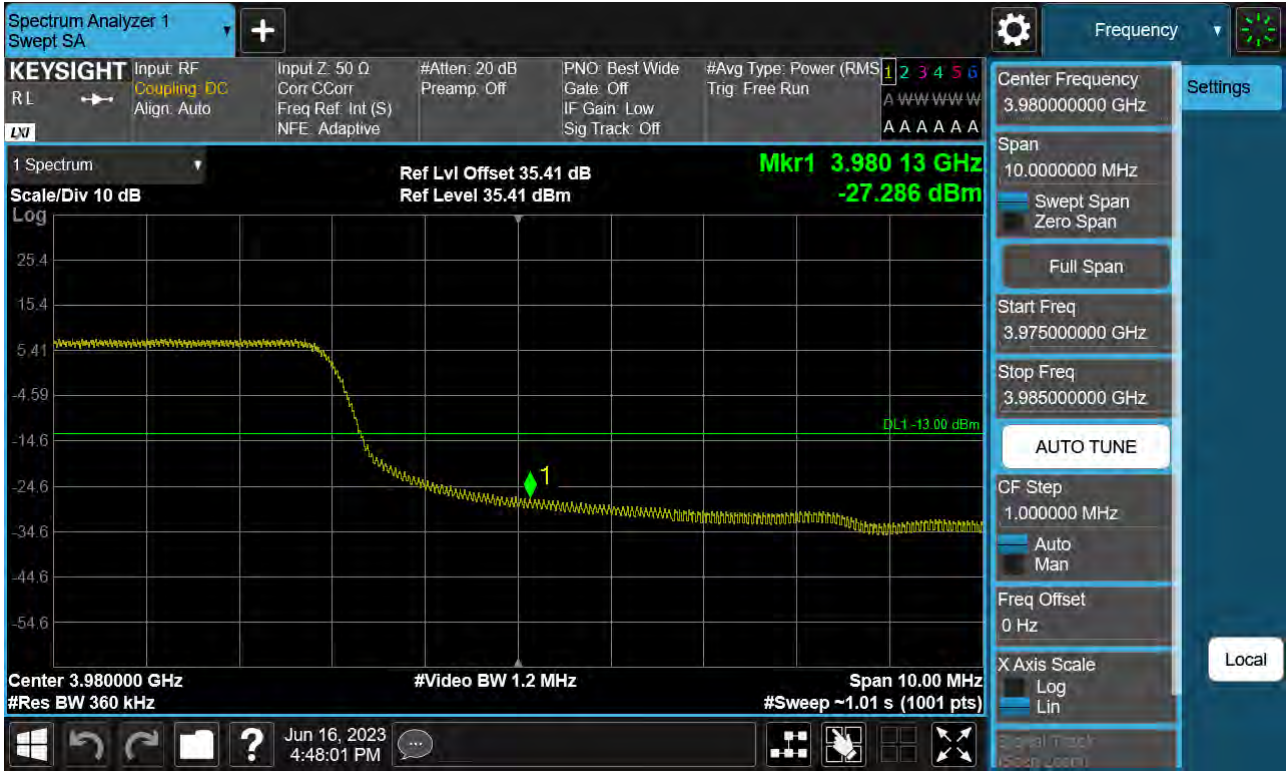 Spectrum Analyzer 1
Swept SA
Frequency
KEYSIGHT
RL
LXI
Input: RF
Coupling: DC
Align: Auto
Input Z: 50 Ω
Corr CCorr
Freq Ref: Int (S)
NFE: Adaptive
#Atten: 20 dB
Preamp: Off
PNO: Best Wide
Gate: Off
IF Gain: Low
Sig Track: Off
#Avg Type: Power (RMS
Trig: Free Run
1 2 3 4 5 6
A W W W W W
A A A A A A
1 Spectrum
Scale/Div 10 dB
Ref Lvl Offset 35.41 dB
Ref Level 35.41 dBm
Mkr1 3.980 13 GHz
-27.286 dBm
Log
25.4
15.4
5.41
-4.59
-14.6
-24.6
-34.6
-44.6
-54.6
DL1 -13.00 dBm
1
Center 3.980000 GHz
#Res BW 360 kHz
#Video BW 1.2 MHz
Span 10.00 MHz
#Sweep ~1.01 s (1001 pts)
Center Frequency
3.980000000 GHz
Span
10.0000000 MHz
Swept Span
Zero Span
Full Span
Start Freq
3.975000000 GHz
Stop Freq
3.985000000 GHz
AUTO TUNE
CF Step
1.000000 MHz
Auto
Man
Freq Offset
0 Hz
X Axis Scale
Log
Lin
Signal Track
(Span Zoom)
Settings
Local
?
Jun 16, 2023
4:48:01 PM